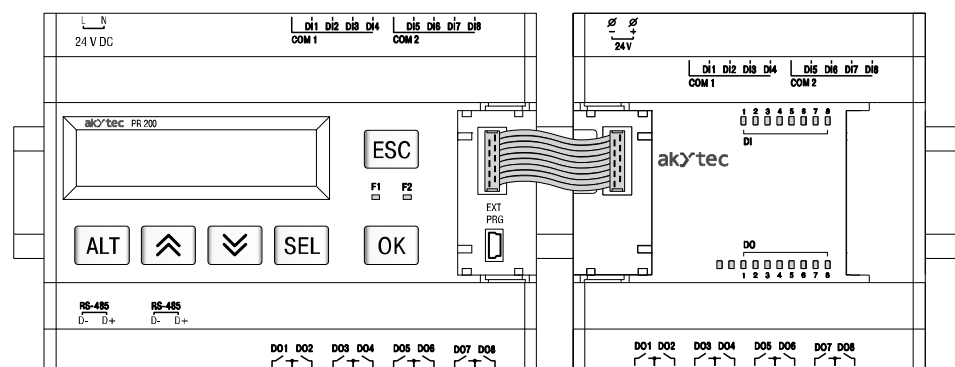 L N
24 V DC
DI1 DI2 DI3 DI4 DI5 DI6 DI7 DI8
COM 1 COM 2
- +
24 V
DI1 DI2 DI3 DI4 DI5 DI6 DI7 DI8
COM 1 COM 2
akytec PR 200
ESC
F1 F2
ALT
SEL
OK
EXT
PRG
akytec
1 2 3 4 5 6 7 8
DI
DO
1 2 3 4 5 6 7 8
RS-485 RS-485
D- D+ D- D+
DO1 DO2 DO3 DO4 DO5 DO6 DO7 DO8
DO1 DO2 DO3 DO4 DO5 DO6 DO7 DO8